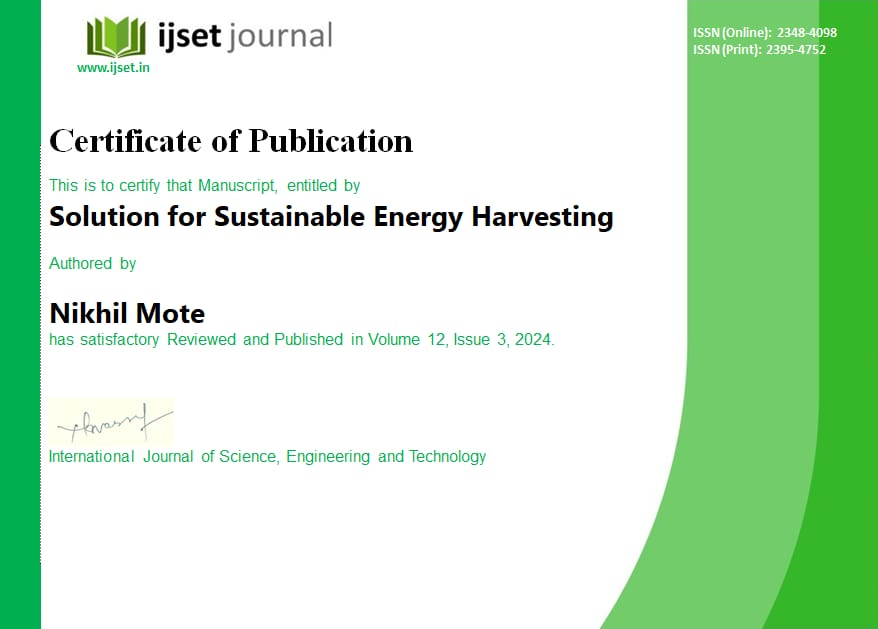 ijset journal
www.ijset.in
ISSN (Online): 2348-4098
ISSN (Print): 2395-4752
Certificate of Publication
This is to certify that Manuscript, entitled by
Solution for Sustainable Energy Harvesting
Authored by
Nikhil Mote
has satisfactory Reviewed and Published in Volume 12, Issue 3, 2024.
International Journal of Science, Engineering and Technology